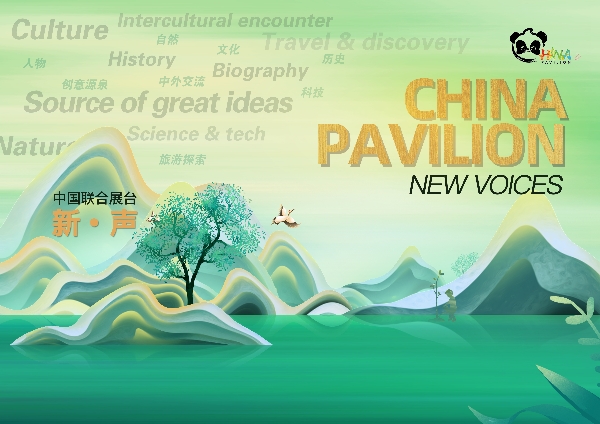 Culture
Intercultural encounter
自然
文化
Travel & discovery
人物
History
历史
Biography
创意源泉
中外交流
科技
Source of great ideas
Science & tech
Nature
旅游探索
CHINA
PAVILION
NEW VOICES
中国联合展台
新·声
CHINA
PAVILION